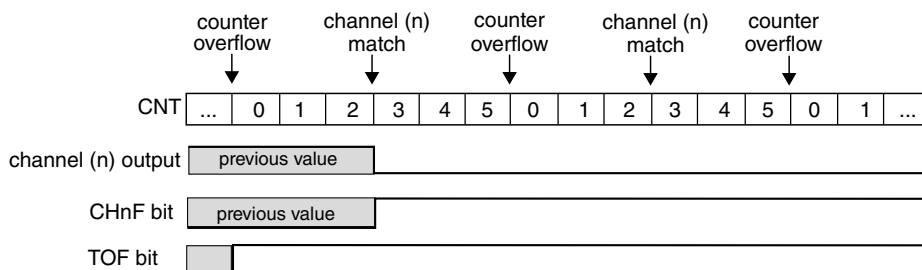 counter overflow
channel (n) match
counter overflow
channel (n) match
counter overflow
CNT ... 0 1 2 3 4 5 0 1 2 3 4 5 0 1 ...
channel (n) output previous value
CHnF bit previous value
TOF bit